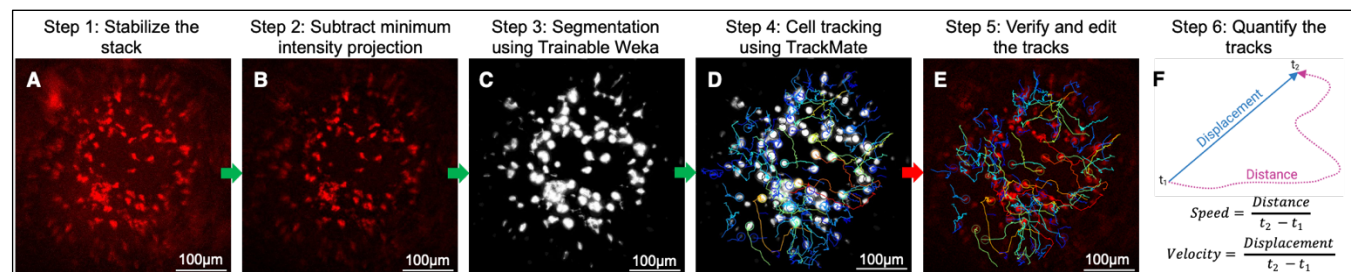 Step 1: Stabilize the
stack
Step 2: Subtract minimum
intensity projection
Step 3: Segmentation
using Trainable Weka
Step 4: Cell tracking
using TrackMate
Step 5: Verify and edit
the tracks
Step 6: Quantify the
tracks
A
100μm
B
100μm
C
100μm
D
100μm
E
100μm
F
t₂
Displacement
t₁
Distance
Speed = Distance / t₂ − t₁
Velocity = Displacement / t₂ − t₁